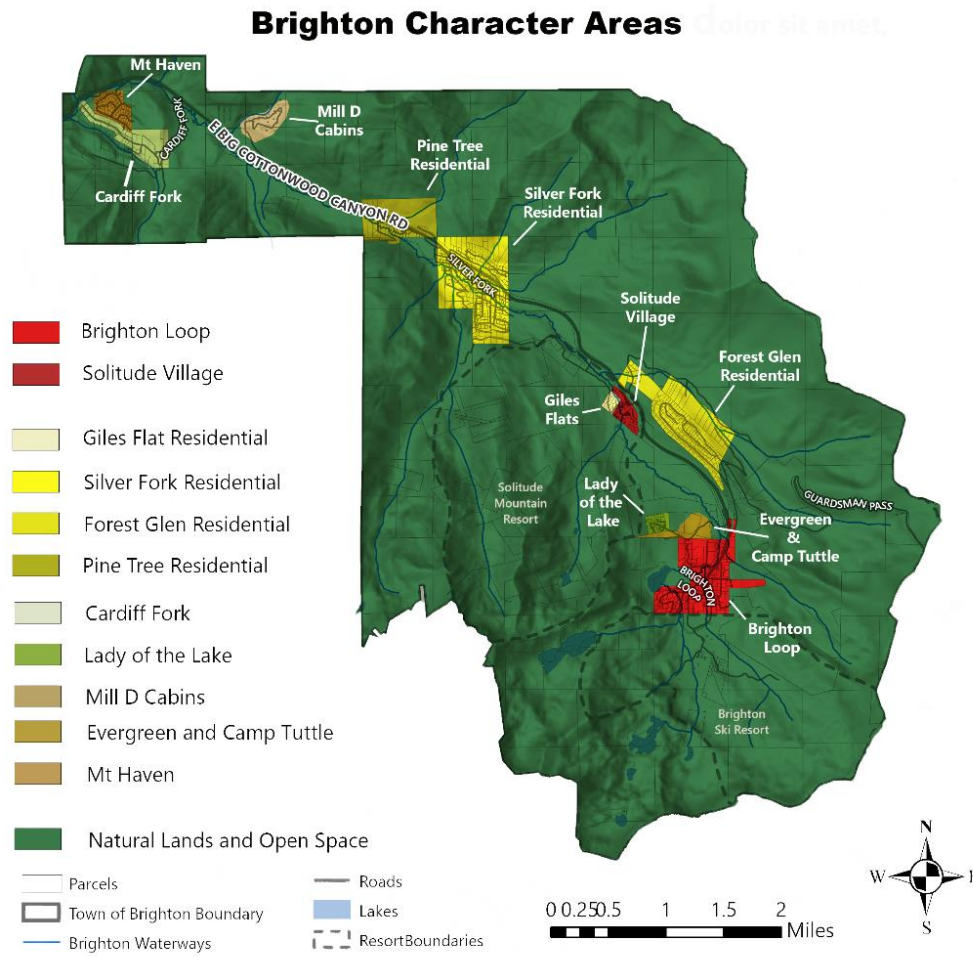 Brighton Character Areas
dolor sit amet,
Mt Haven
CARDIFF FORK
Mill D
Cabins
Cardiff Fork
E BIG COTTONWOOD CANYON RD
Pine Tree
Residential
Silver Fork
Residential
SILVER FORK
Solitude
Village
Forest Glen
Residential
Giles
Flats
Solitude
Mountain
Resort
Lady
of the
Lake
GUARDSMAN PASS
Evergreen
&
Camp Tuttle
BRIGHTON
LOOP
Brighton
Loop
Brighton
Ski Resort
Brighton Loop
Solitude Village
Giles Flat Residential
Silver Fork Residential
Forest Glen Residential
Pine Tree Residential
Cardiff Fork
Lady of the Lake
Mill D Cabins
Evergreen and Camp Tuttle
Mt Haven
Natural Lands and Open Space
Parcels
Town of Brighton Boundary
Brighton Waterways
Roads
Lakes
ResortBoundaries
0 0.250.5 1 1.5 2
Miles
N
W
S